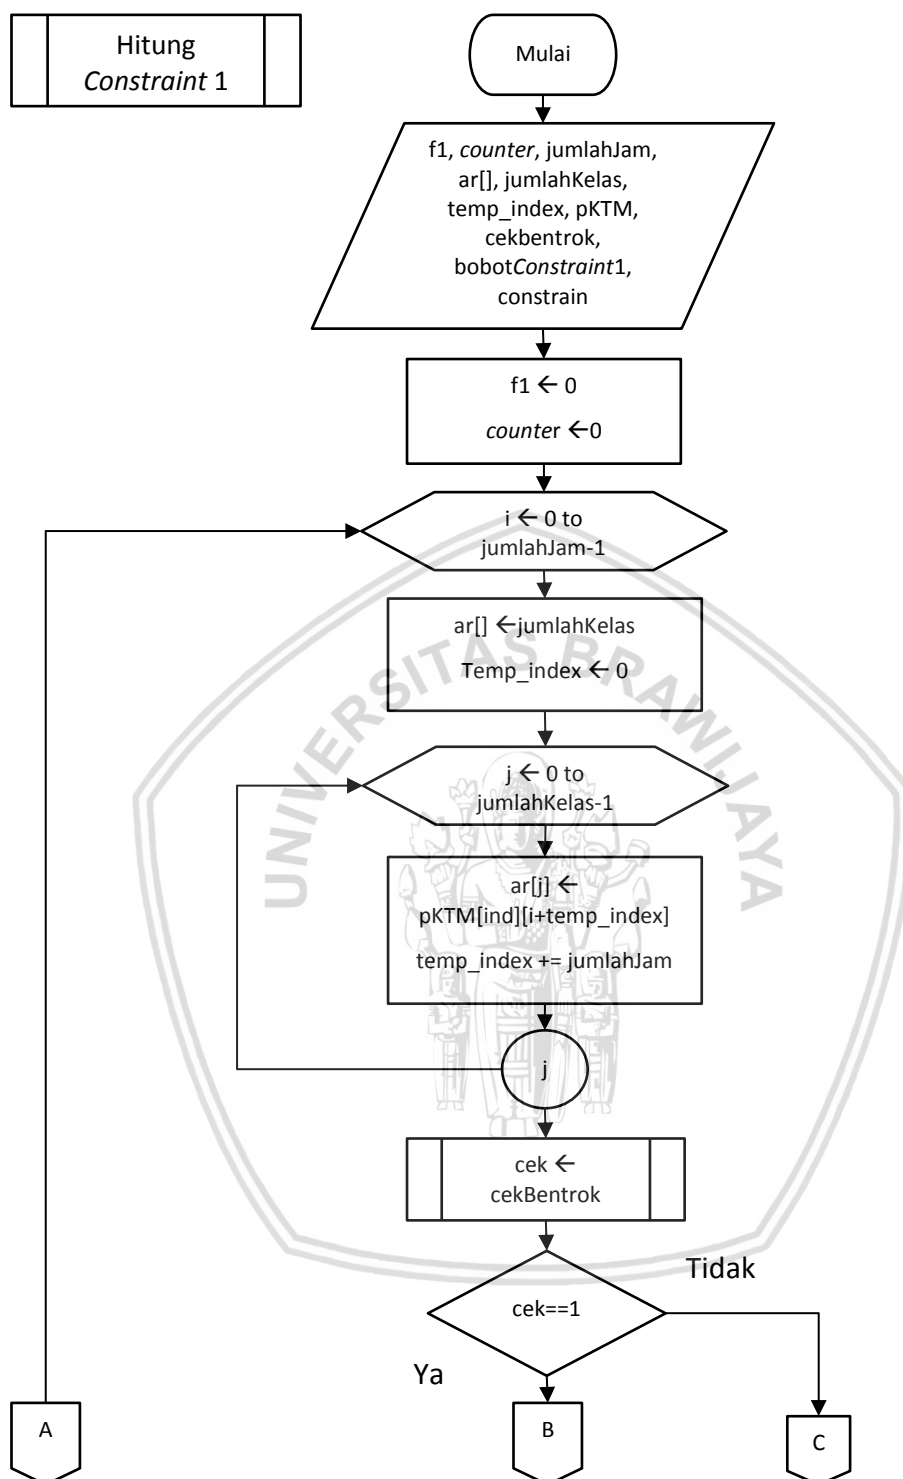 Hitung
Constraint 1
Mulai
f1, counter, jumlahJam,
ar[], jumlahKelas,
temp_index, pKTM,
cekbentrok,
bobotConstraint1,
constrain
f1 ← 0
counter ←0
i ← 0 to
jumlahJam-1
ar[] ←jumlahKelas
Temp_index ← 0
j ← 0 to
jumlahKelas-1
ar[j] ←
pKTM[ind][i+temp_index]
temp_index += jumlahJam
j
cek ←
cekBentrok
cek==1
Tidak
Ya
A
B
C
UNIVERSITAS BRAWIJAYA